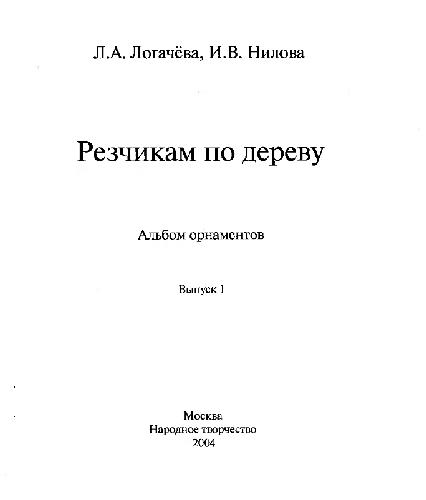 Л.А. Логачёва, И.В. Нилова
Резчикам по дереву
Альбом орнаментов
Выпуск 1
Москва
Народное творчество
2004